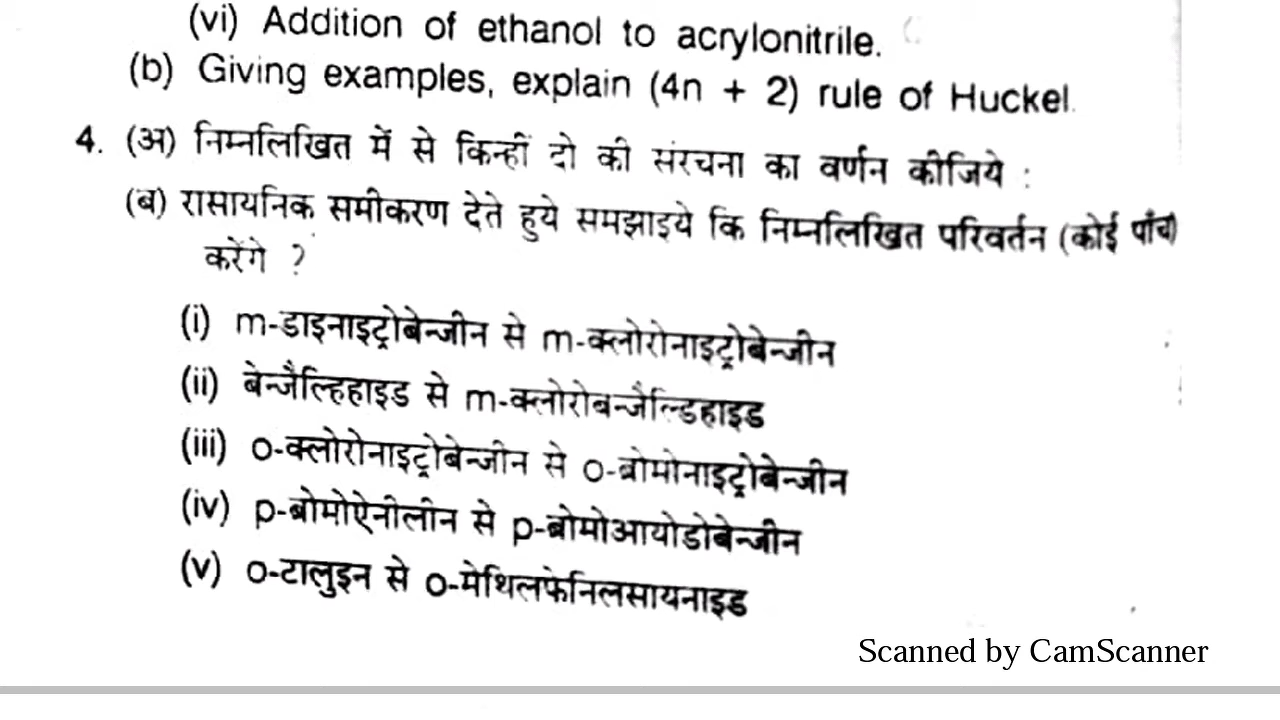 (vi) Addition of ethanol to acrylonitrile.
(b) Giving examples, explain (4n + 2) rule of Huckel.
4. (अ) निम्नलिखित में से किन्हीं दो की संरचना का वर्णन कीजिये :
(ब) रासायनिक समीकरण देते हुये समझाइये कि निम्नलिखित परिवर्तन (कोई पाँच)
करेंगे ?
(i) m-डाइनाइट्रोबेन्जीन से m-क्लोरोनाइट्रोबेन्जीन
(ii) बेन्जैल्हिहाइड से m-क्लोरोबन्जैल्डिहाइड
(iii) o-क्लोरोनाइट्रोबेन्जीन से o-ब्रोमोनाइट्रोबेन्जीन
(iv) p-ब्रोमोऐनीलीन से p-ब्रोमोआयोडोबेन्जीन
(v) o-टालुइन से o-मेथिलफेनिलसायनाइड
Scanned by CamScanner